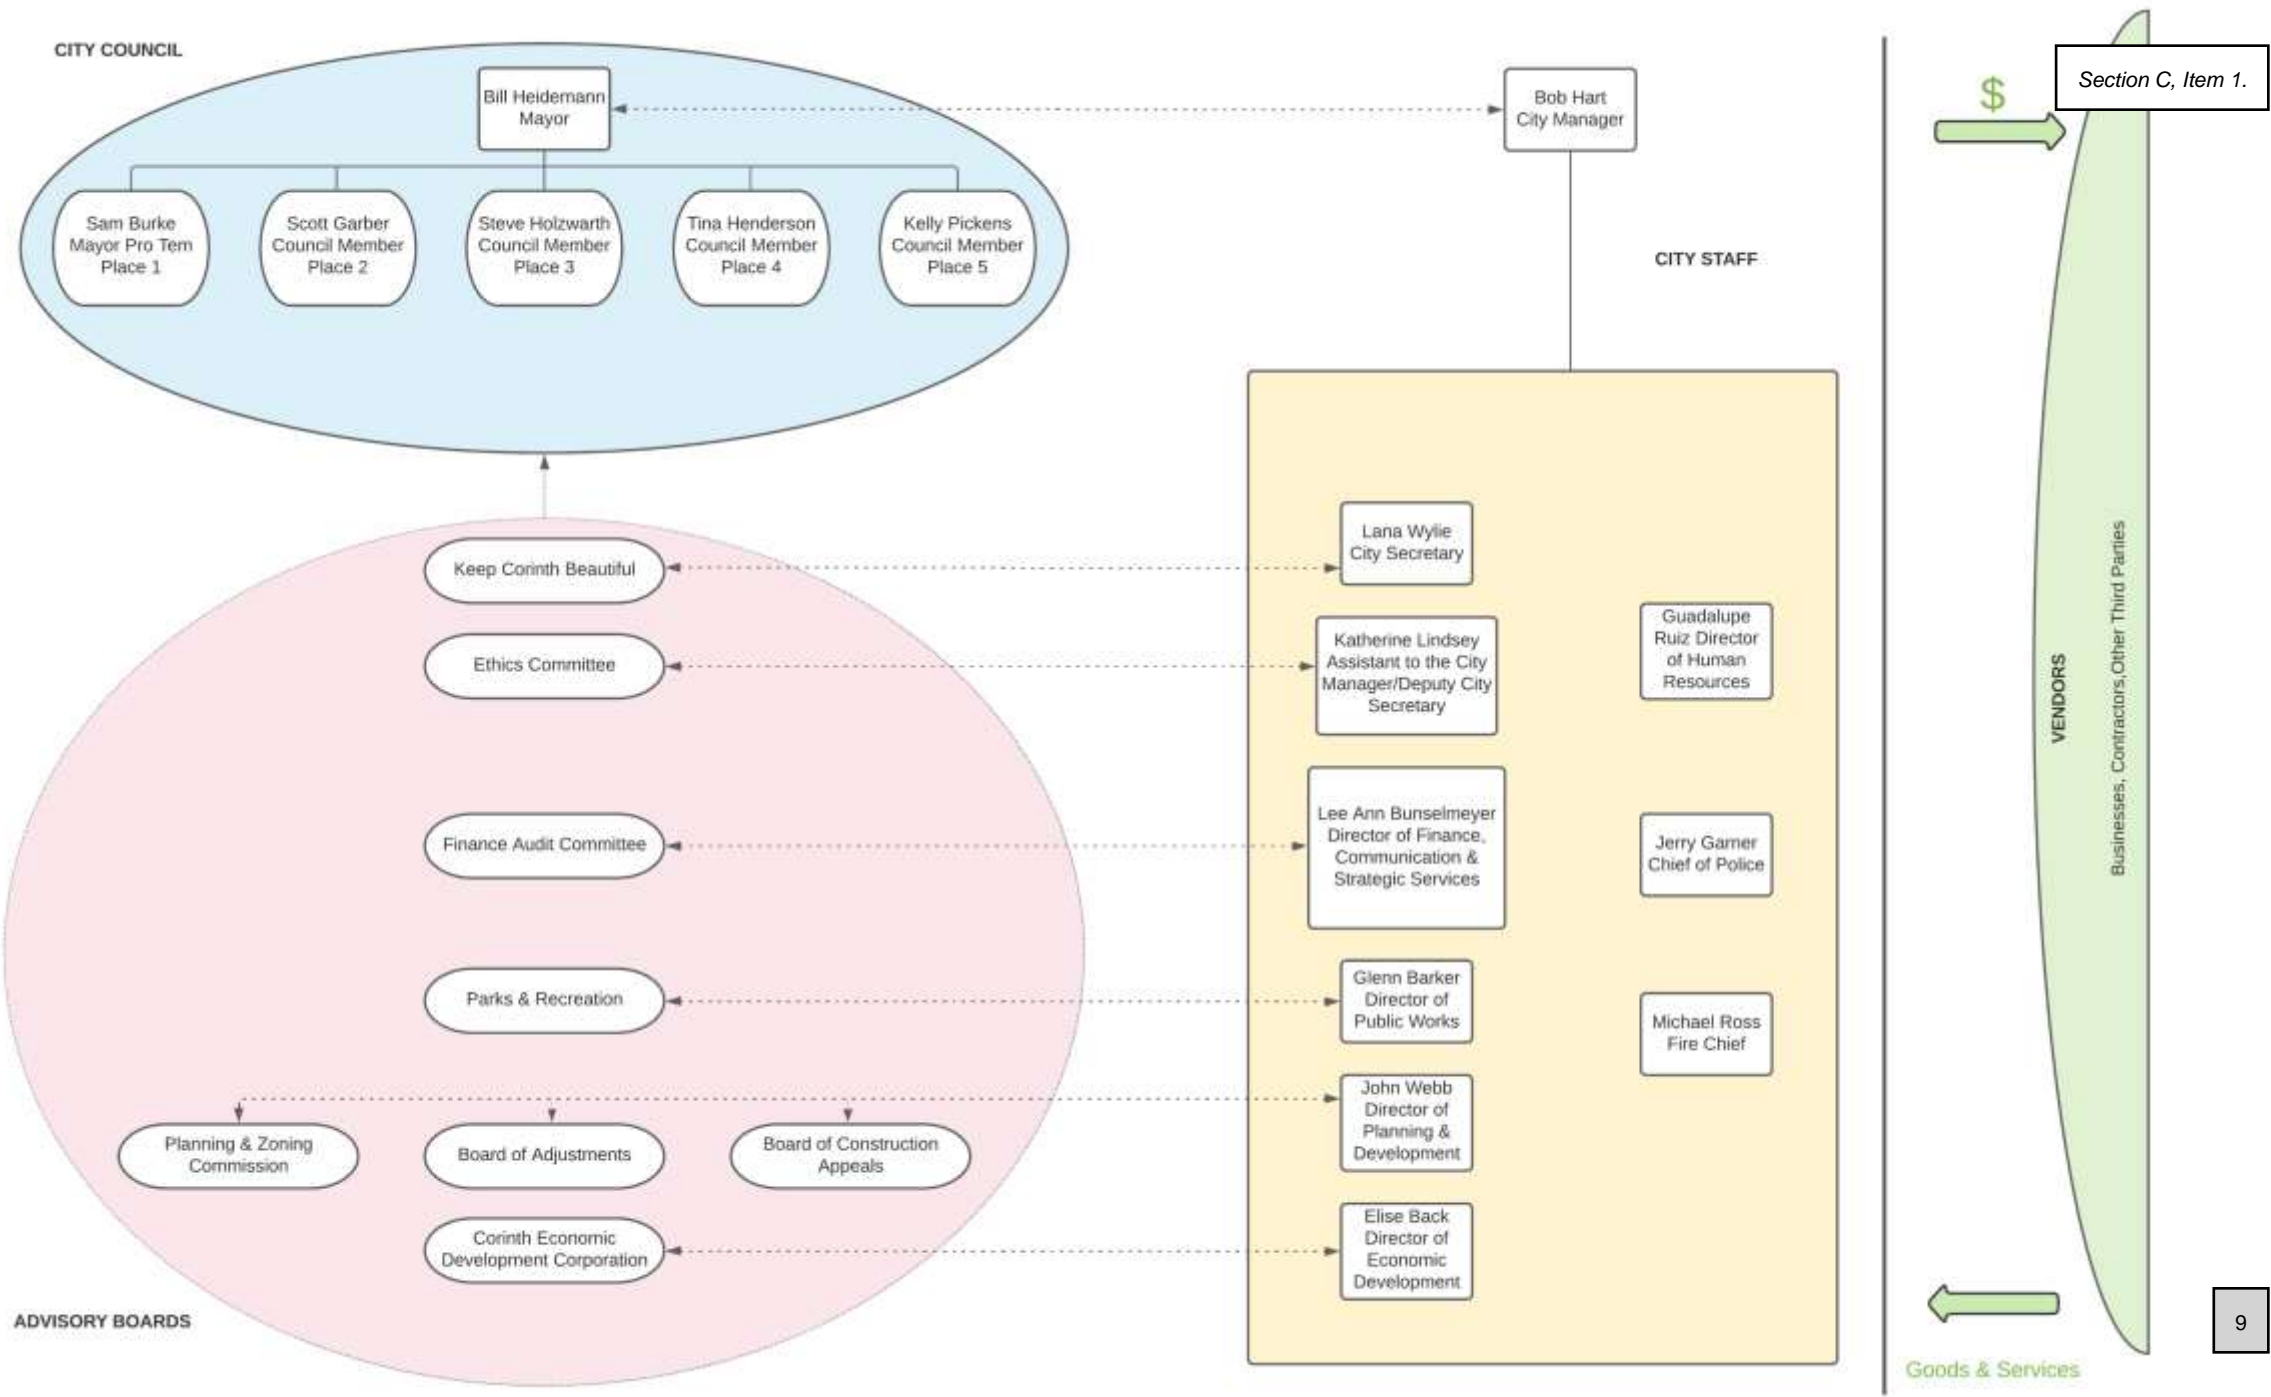 CITY COUNCIL
Bill Heidemann
Mayor
Sam Burke
Mayor Pro Tem
Place 1
Scott Garber
Council Member
Place 2
Steve Holzwarth
Council Member
Place 3
Tina Henderson
Council Member
Place 4
Kelly Pickens
Council Member
Place 5
Bob Hart
City Manager
CITY STAFF
$
Section C, Item 1.
Keep Corinth Beautiful
Ethics Committee
Finance Audit Committee
Parks & Recreation
Planning & Zoning
Commission
Board of Adjustments
Board of Construction
Appeals
Corinth Economic
Development Corporation
ADVISORY BOARDS
Lana Wylie
City Secretary
Katherine Lindsey
Assistant to the City
Manager/Deputy City
Secretary
Lee Ann Bunselmeyer
Director of Finance,
Communication &
Strategic Services
Glenn Barker
Director of
Public Works
John Webb
Director of
Planning &
Development
Elise Back
Director of
Economic
Development
Guadalupe
Ruiz Director
of Human
Resources
Jerry Garner
Chief of Police
Michael Ross
Fire Chief
VENDORS
Businesses, Contractors,Other Third Parties
Goods & Services
9